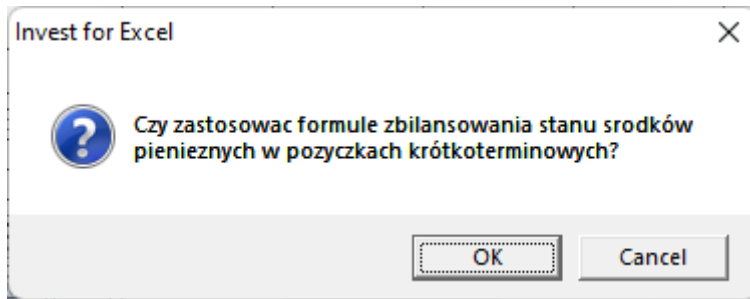 Invest for Excel
Czy zastosowac formule zbilansowania stanu srodków
pienieznych w pozyczkach krótkoterminowych?
OK
Cancel